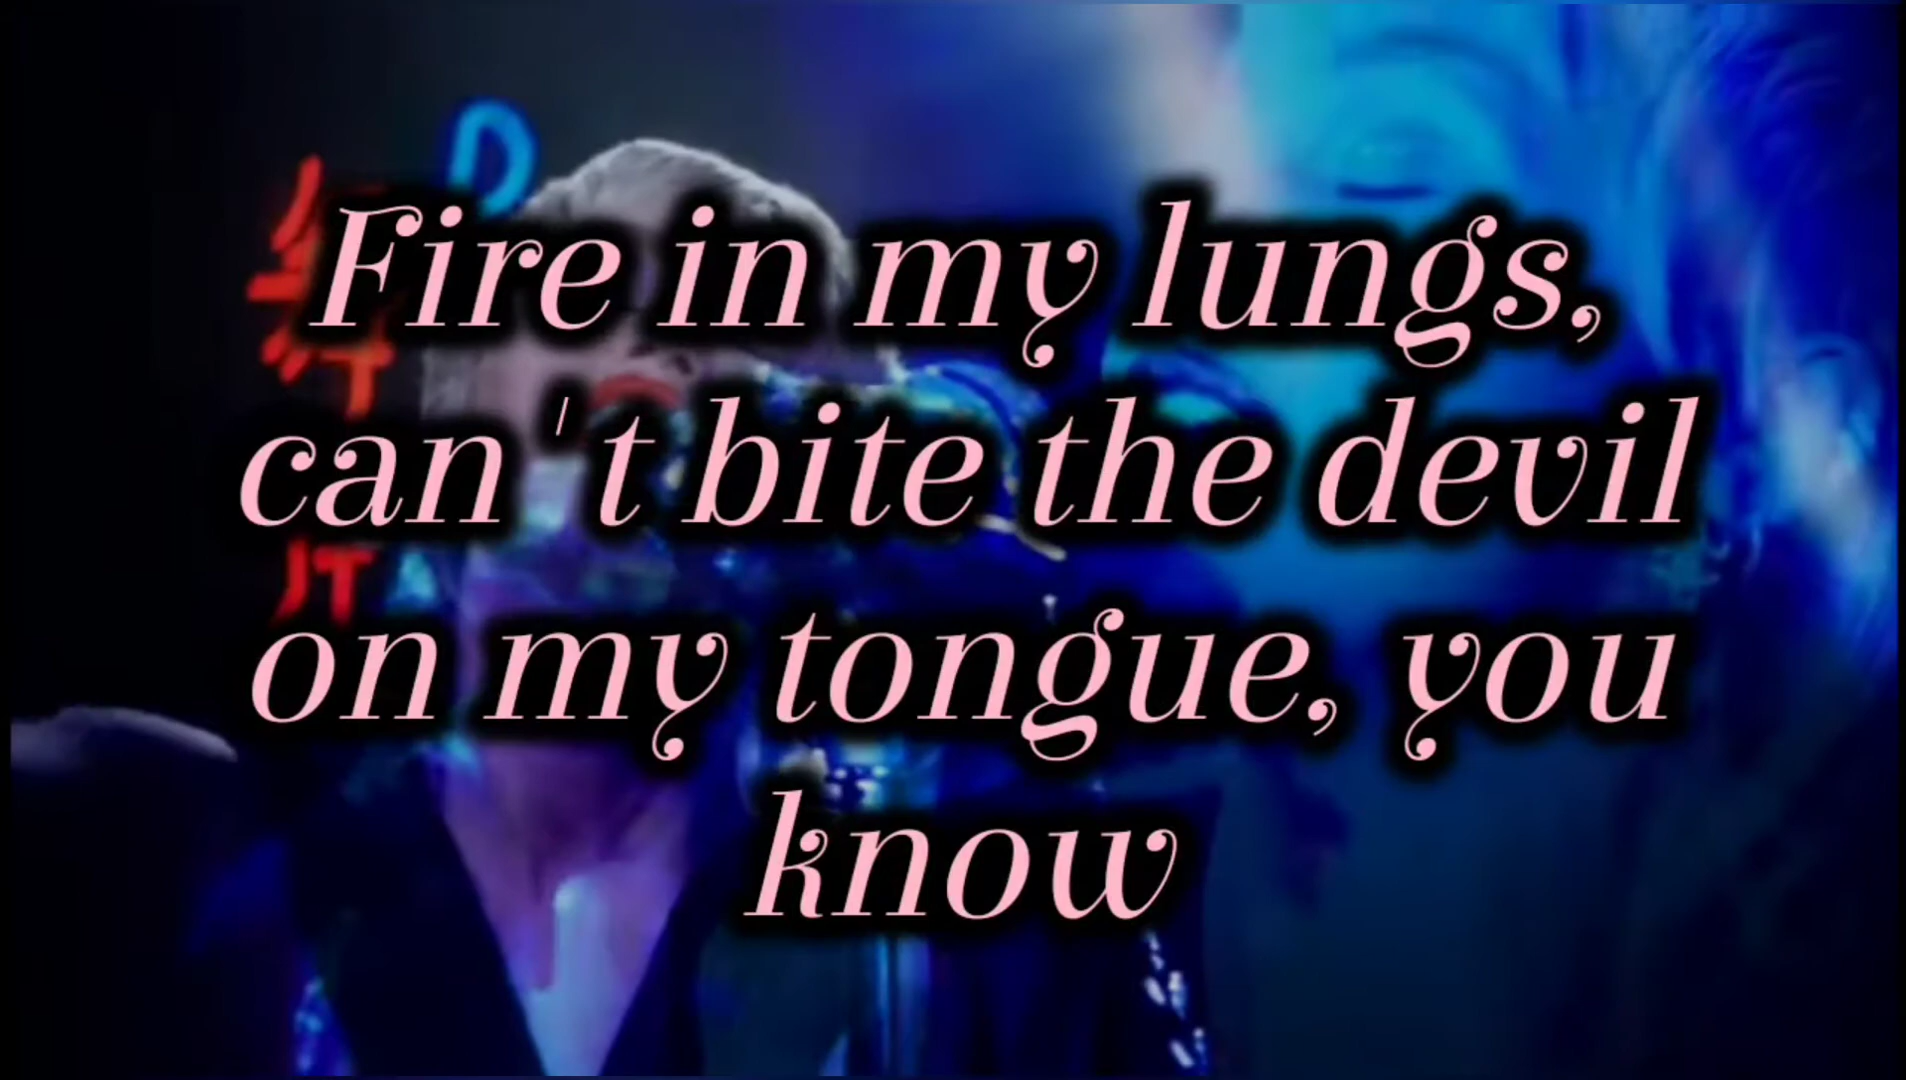 Fire in my lungs,
can't bite the devil
on my tongue, you
know